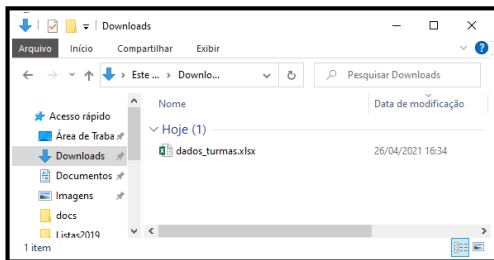 Downloads
Arquivo Início Compartilhar Exibir
Este ... Downlo... Pesquisar Downloads
Nome Data de modificação
Acesso rápido
Hoje (1)
Área de Traba
Downloads dados_turmas.xlsx 26/04/2021 16:34
Documentos
Imagens
docs
Listas2019
1 item